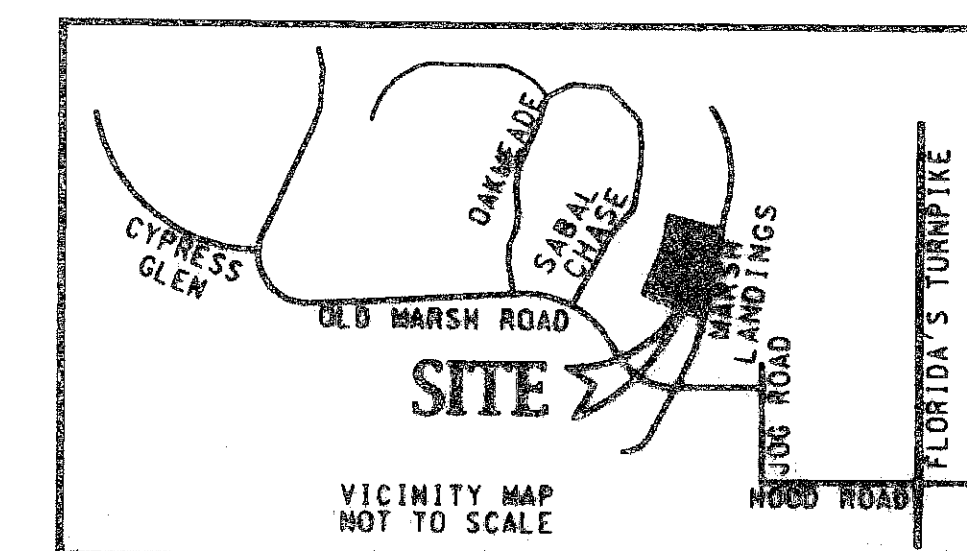 CYPRESS
GLEN
OAKMEADE
SABAL
CHASE
MARSH
LANDINGS
OLD MARSH ROAD
SITE
JOG ROAD
FLORIDA'S TURNPIKE
HOOD ROAD
VICINITY MAP
NOT TO SCALE